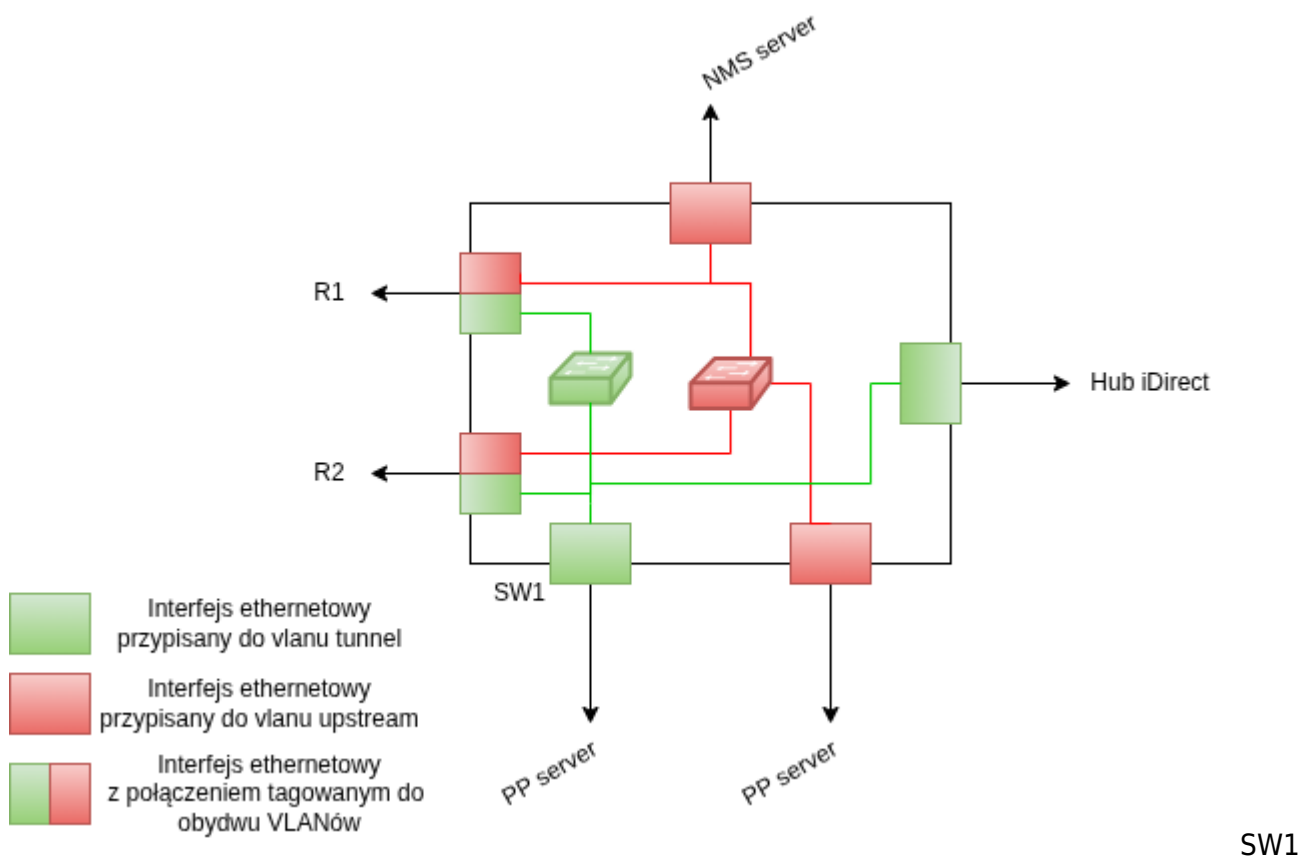 NMS server
R1
Hub iDirect
R2
SW1
Interfejs ethernetowy
przypisany do vlanu tunnel
Interfejs ethernetowy
przypisany do vlanu upstream
Interfejs ethernetowy
z połączeniem tagowanym do
obydwu VLANów
PP server
PP server
SW1